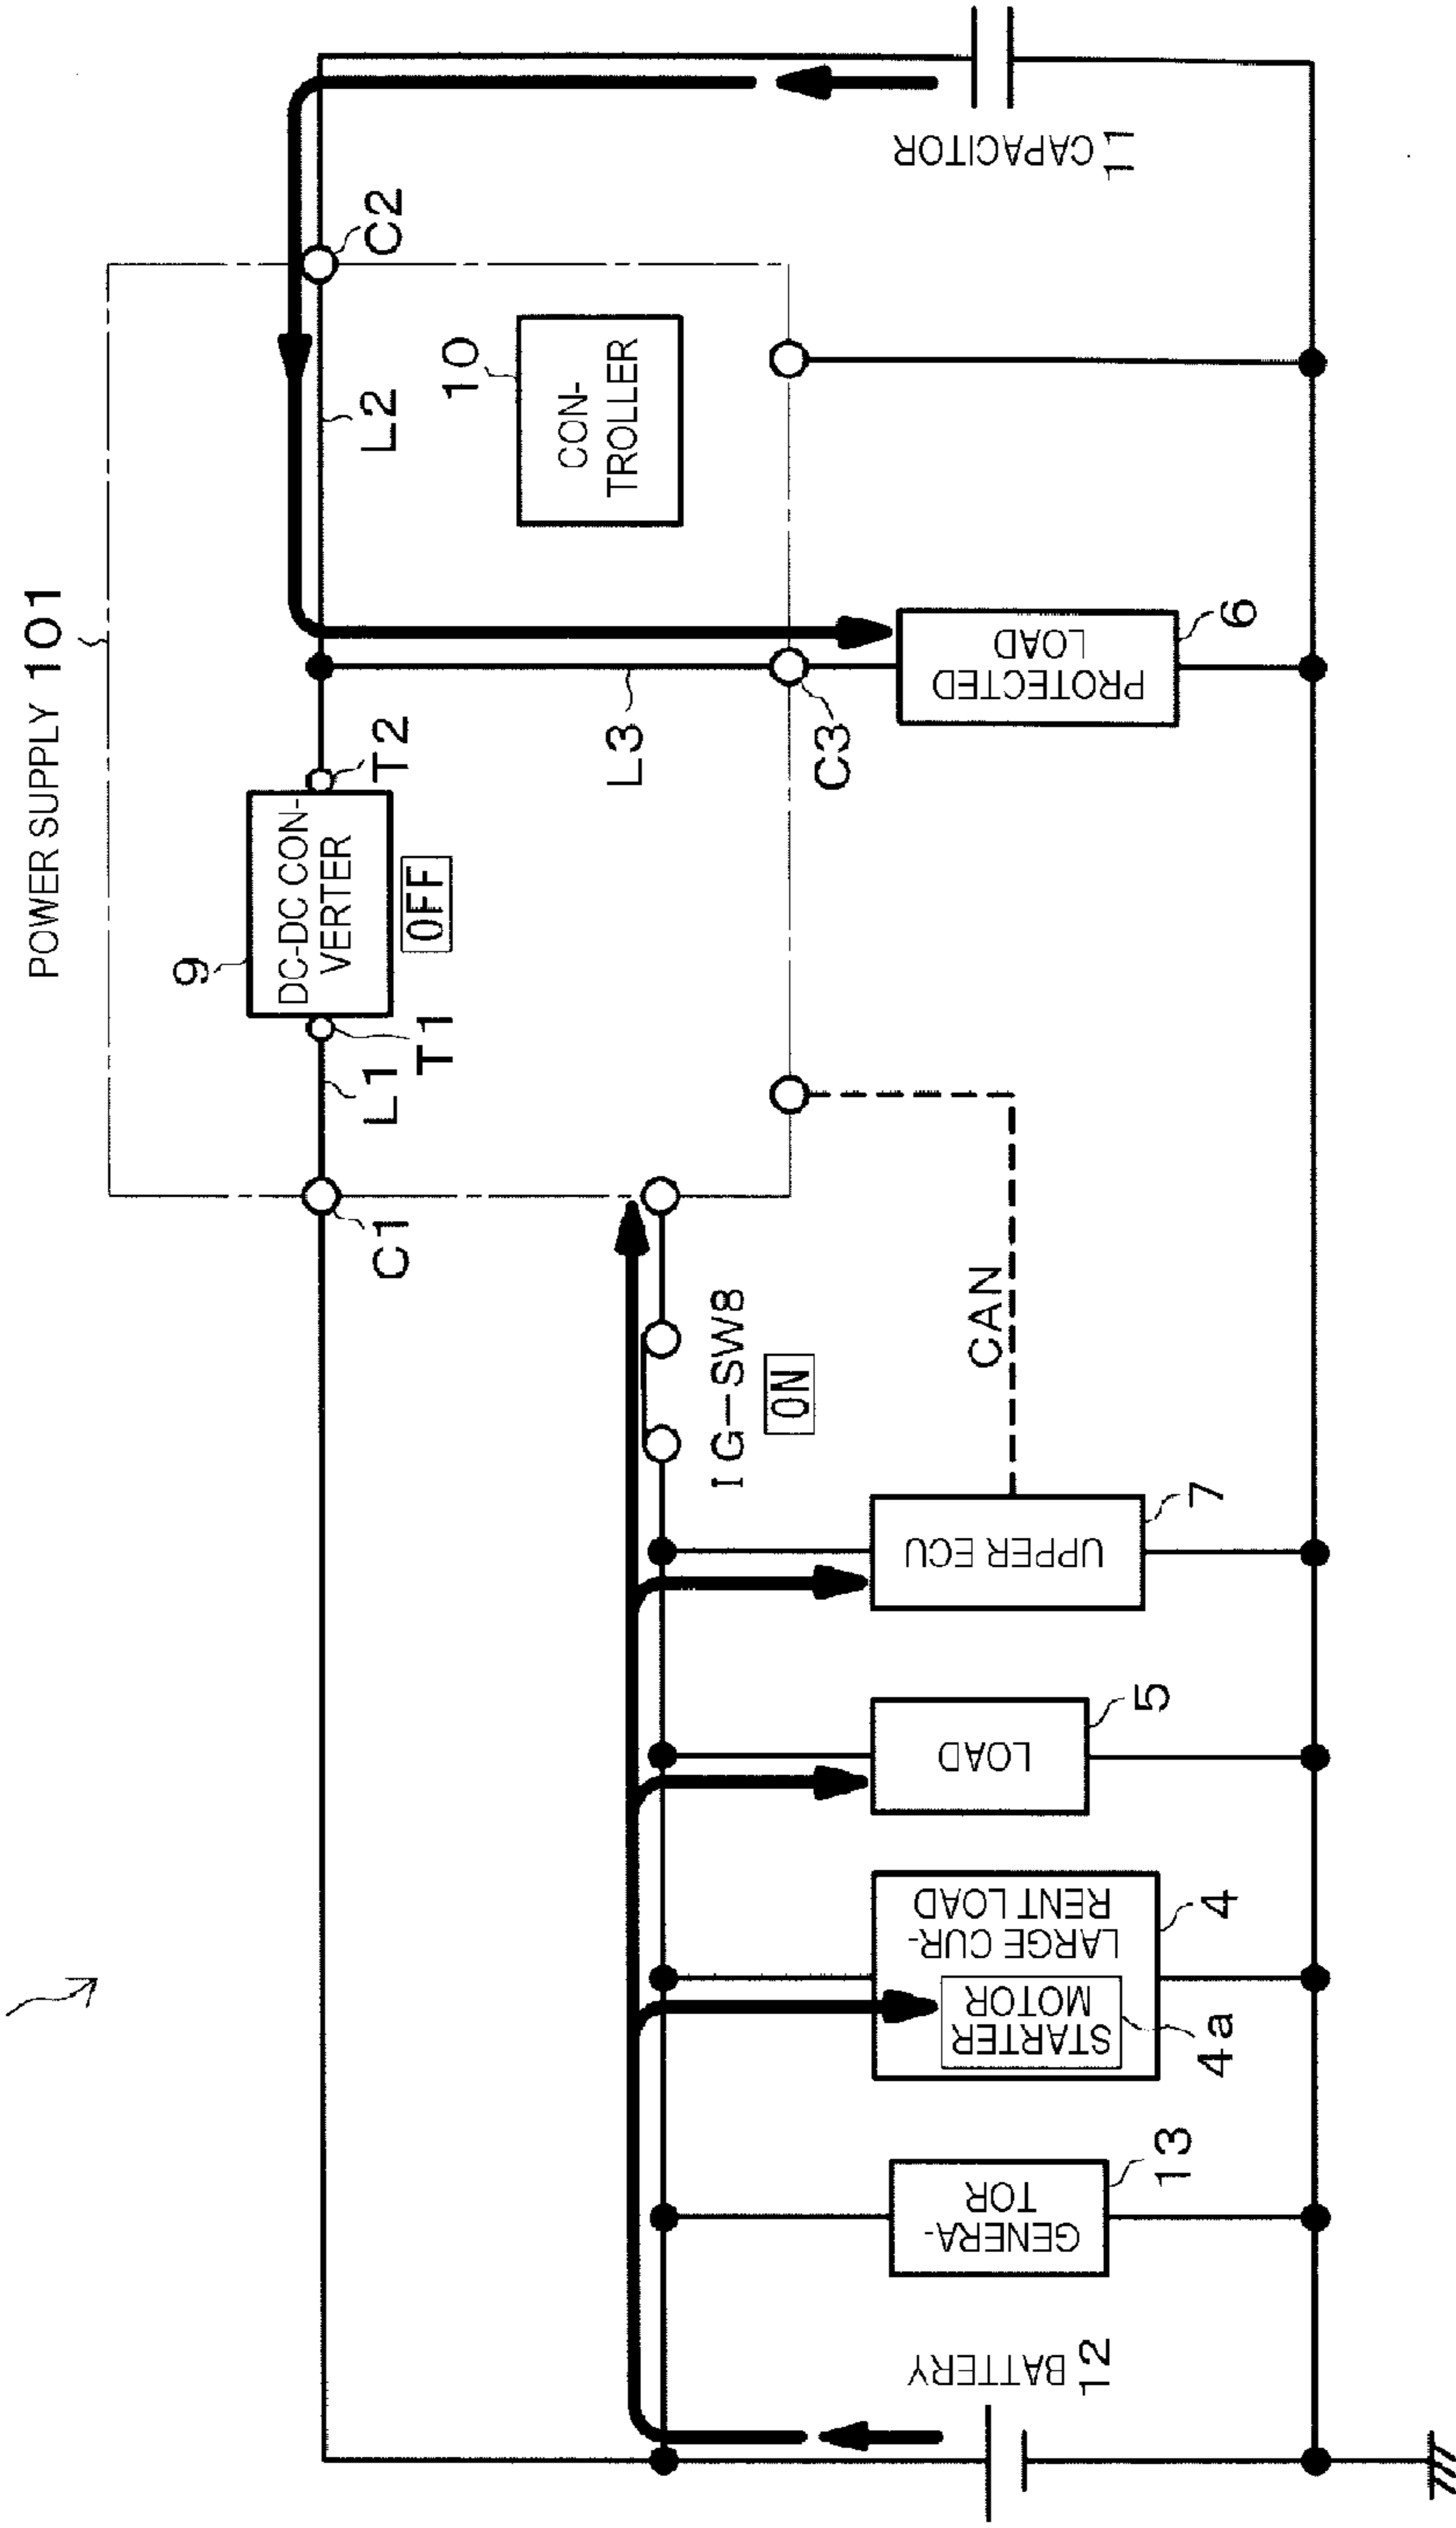 POWER SUPPLY 101
9
DC-DC CON-
VERTER
OFF
T1
T2
L1
C1
L2
C2
10
CON-
TROLLER
L3
C3
CAPACITOR
11
PROTECTED
LOAD
6
IG-SW8
ON
CAN
UPPER ECU
7
LOAD
5
LARGE CUR-
RENT LOAD
4
STARTER
MOTOR
4a
GENERA-
TOR
13
BATTERY
12